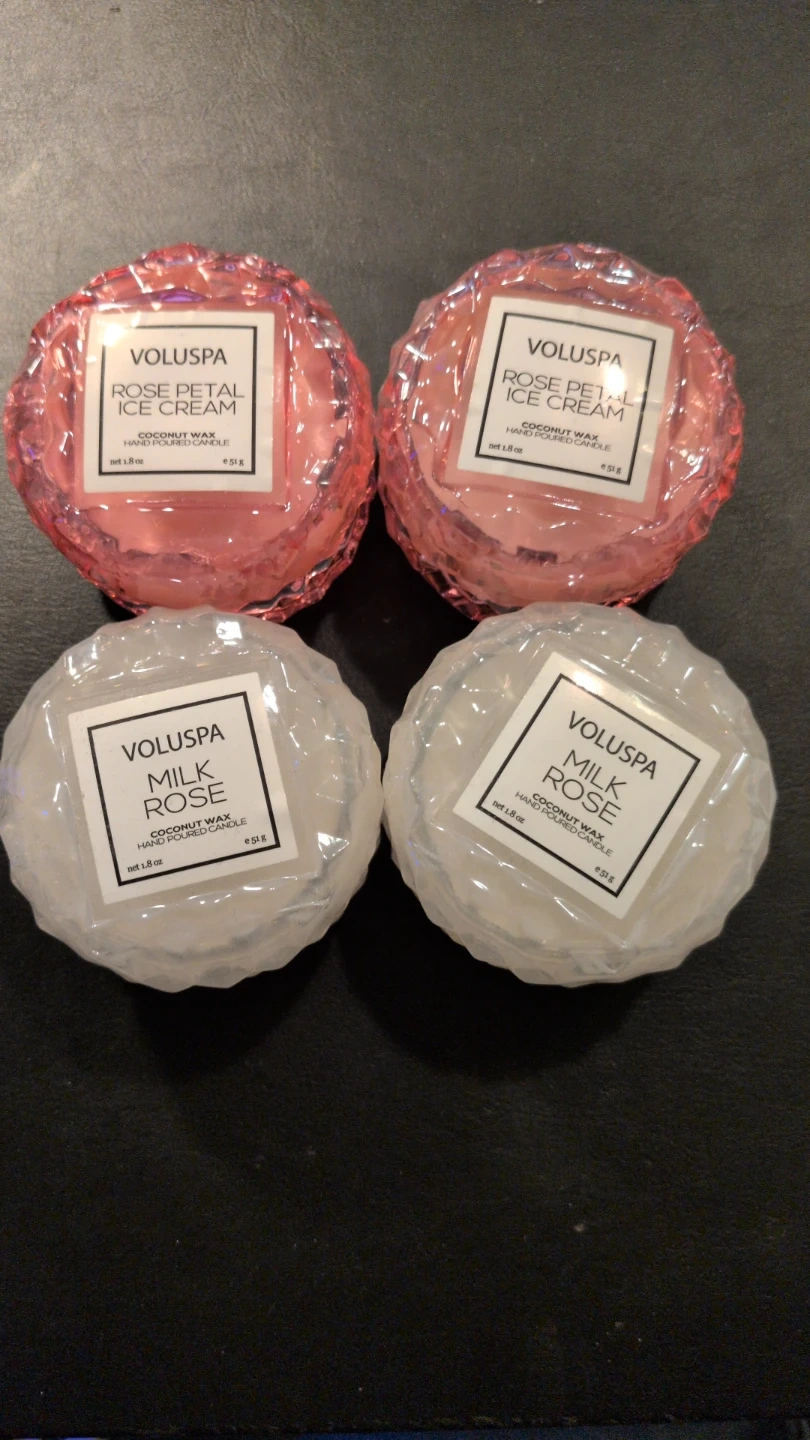 VOLUSPA
ROSE PETAL
ICE CREAM
COCONUT WAX
HAND POURED CANDLE
net 1.8 oz e 51 g
VOLUSPA
ROSE PETAL
ICE CREAM
COCONUT WAX
HAND POURED CANDLE
net 1.8 oz e 51 g
VOLUSPA
MILK
ROSE
COCONUT WAX
HAND POURED CANDLE
net 1.8 oz e 51 g
VOLUSPA
MILK
ROSE
COCONUT WAX
HAND POURED CANDLE
net 1.8 oz e 51 g